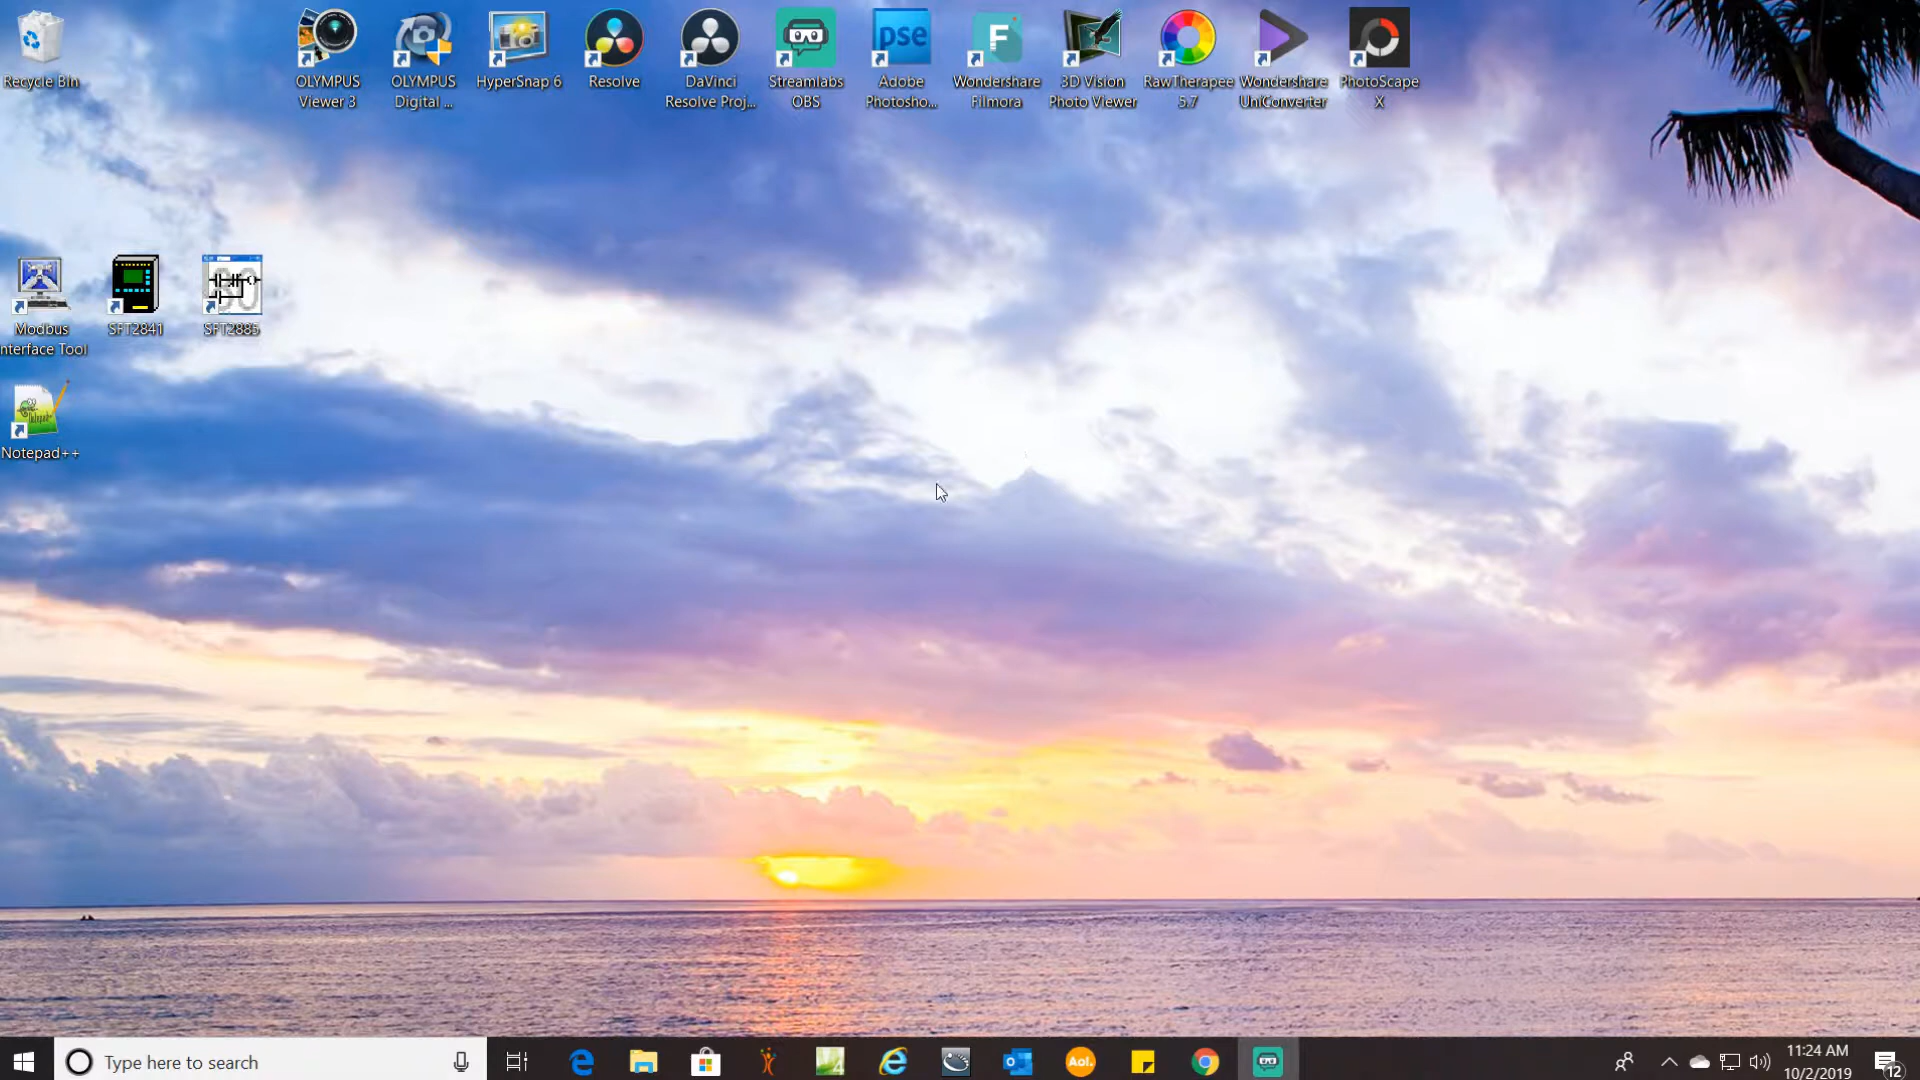 Recycle Bin
OLYMPUS Viewer 3
OLYMPUS Digital ...
HyperSnap 6
Resolve
DaVinci Resolve Proj...
Streamlabs OBS
pse
Adobe Photosho...
F
Wondershare Filmora
3D Vision Photo Viewer
RawTherapee 5.7
Wondershare UniConverter
PhotoScape X
Modbus
nterface Tool
SFT2841
SFT2885
Notepad++
Type here to search
Aol.
11:24 AM
10/2/2019
12